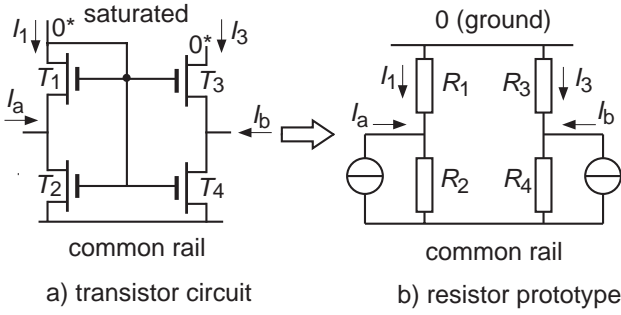 saturated
I1 0* 0* I3
T1 T3
Ia Ib
T2 T4
common rail
a) transistor circuit
0 (ground)
I1 R1 R3 I3
Ia Ib
R2 R4
common rail
b) resistor prototype